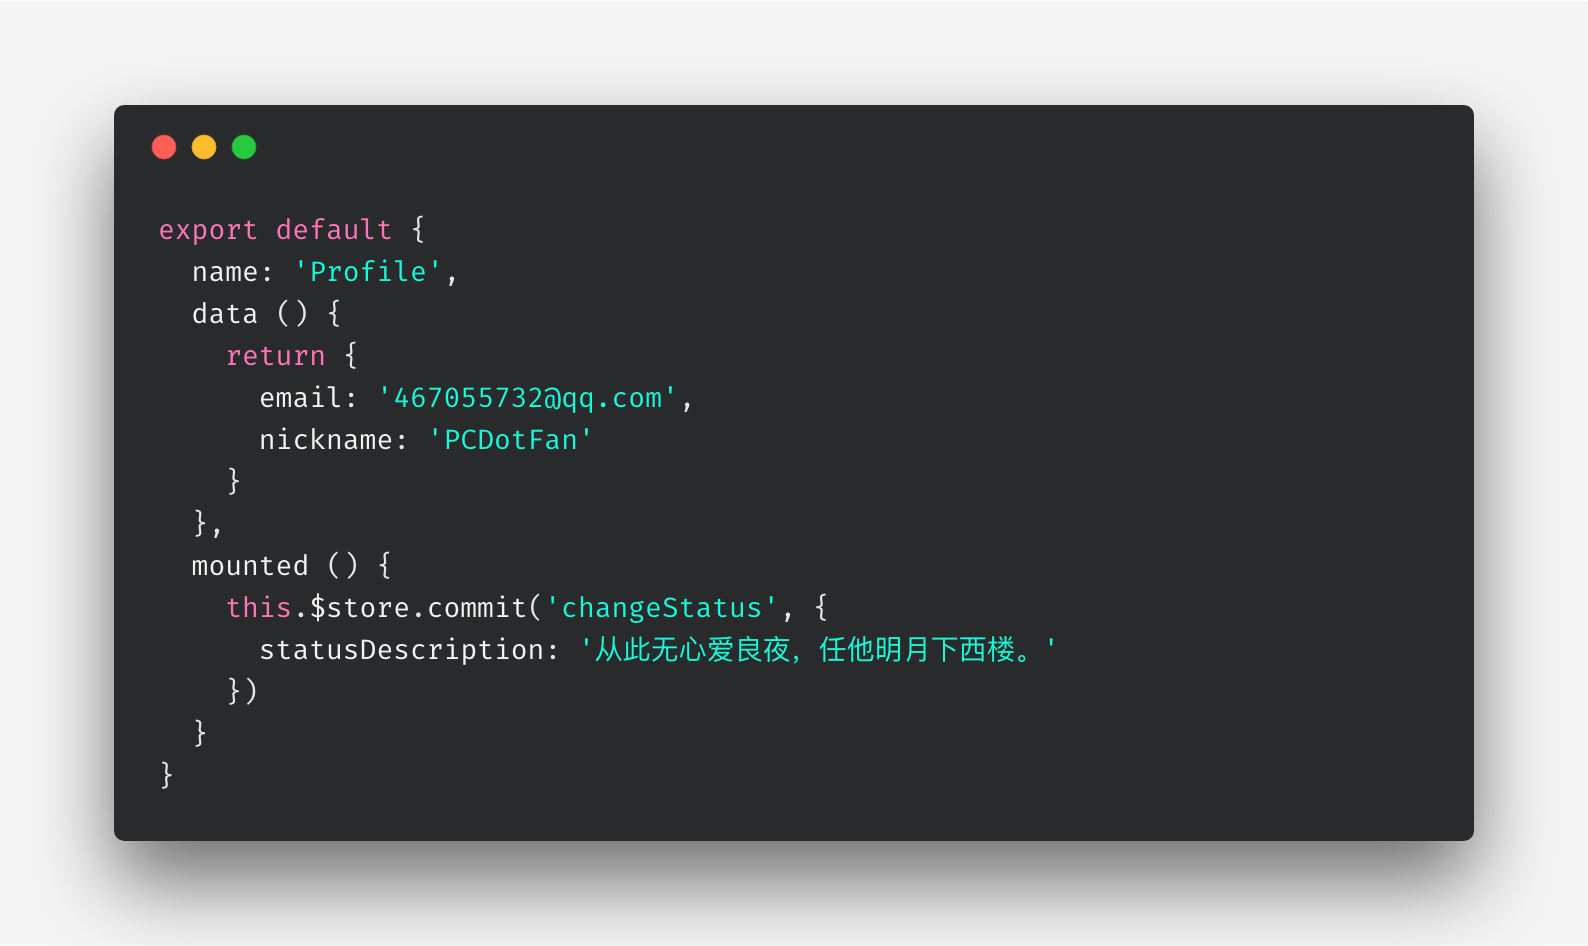 export default {
  name: 'Profile',
  data () {
    return {
      email: '467055732@qq.com',
      nickname: 'PCDotFan'
    }
  },
  mounted () {
    this.$store.commit('changeStatus', {
      statusDescription: '从此无心爱良夜，任他明月下西楼。'
    })
  }
}